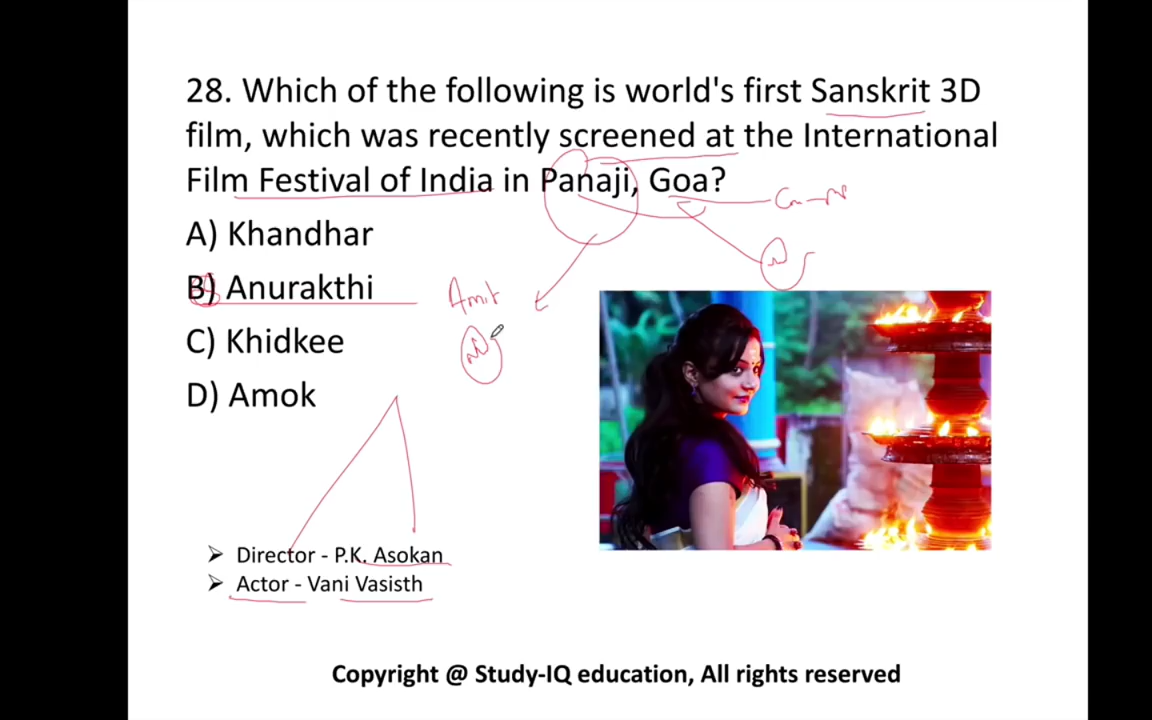 28. Which of the following is world's first Sanskrit 3D
film, which was recently screened at the International
Film Festival of India in Panaji, Goa?
A) Khandhar
B) Anurakthi
Amit
C) Khidkee
D) Amok
➢ Director - P.K. Asokan
➢ Actor - Vani Vasisth
Copyright @ Study-IQ education, All rights reserved